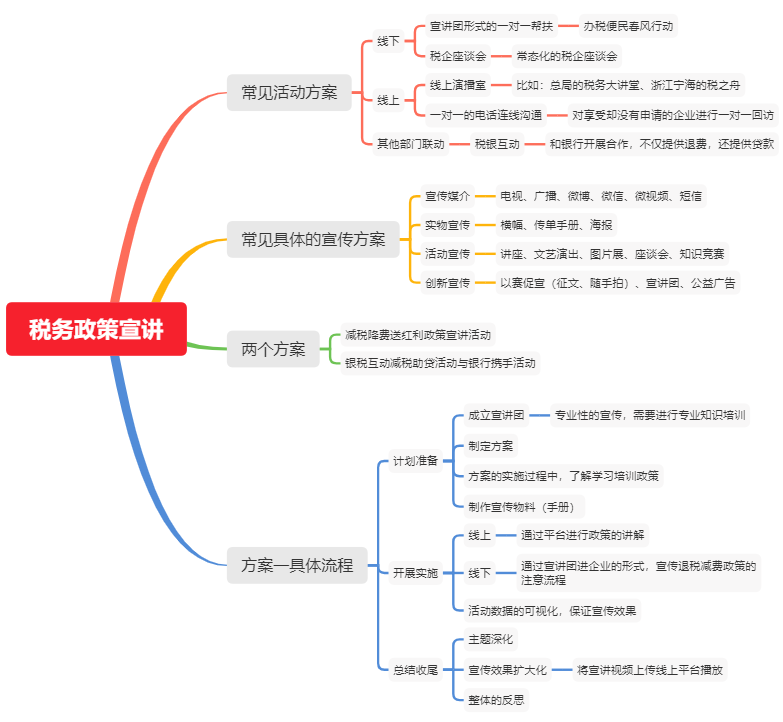 税务政策宣讲
常见活动方案
线下
宣讲团形式的一对一帮扶
办税便民春风行动
税企座谈会
常态化的税企座谈会
线上
线上演播室
比如：总局的税务大讲堂、浙江宁海的税之舟
一对一的电话连线沟通
对享受却没有申请的企业进行一对一回访
其他部门联动
税银互动
和银行开展合作，不仅提供退费，还提供贷款
常见具体的宣传方案
宣传媒介
电视、广播、微博、微信、微视频、短信
实物宣传
横幅、传单手册、海报
活动宣传
讲座、文艺演出、图片展、座谈会、知识竞赛
创新宣传
以赛促宣（征文、随手拍）、宣讲团、公益广告
两个方案
减税降费送红利政策宣讲活动
银税互动减税助贷活动与银行携手活动
方案一具体流程
计划准备
成立宣讲团
专业性的宣传，需要进行专业知识培训
制定方案
方案的实施过程中，了解学习培训政策
制作宣传物料（手册）
开展实施
线上
通过平台进行政策的讲解
线下
通过宣讲团进企业的形式，宣传退税减费政策的
注意流程
活动数据的可视化，保证宣传效果
总结收尾
主题深化
宣传效果扩大化
将宣讲视频上传线上平台播放
整体的反思